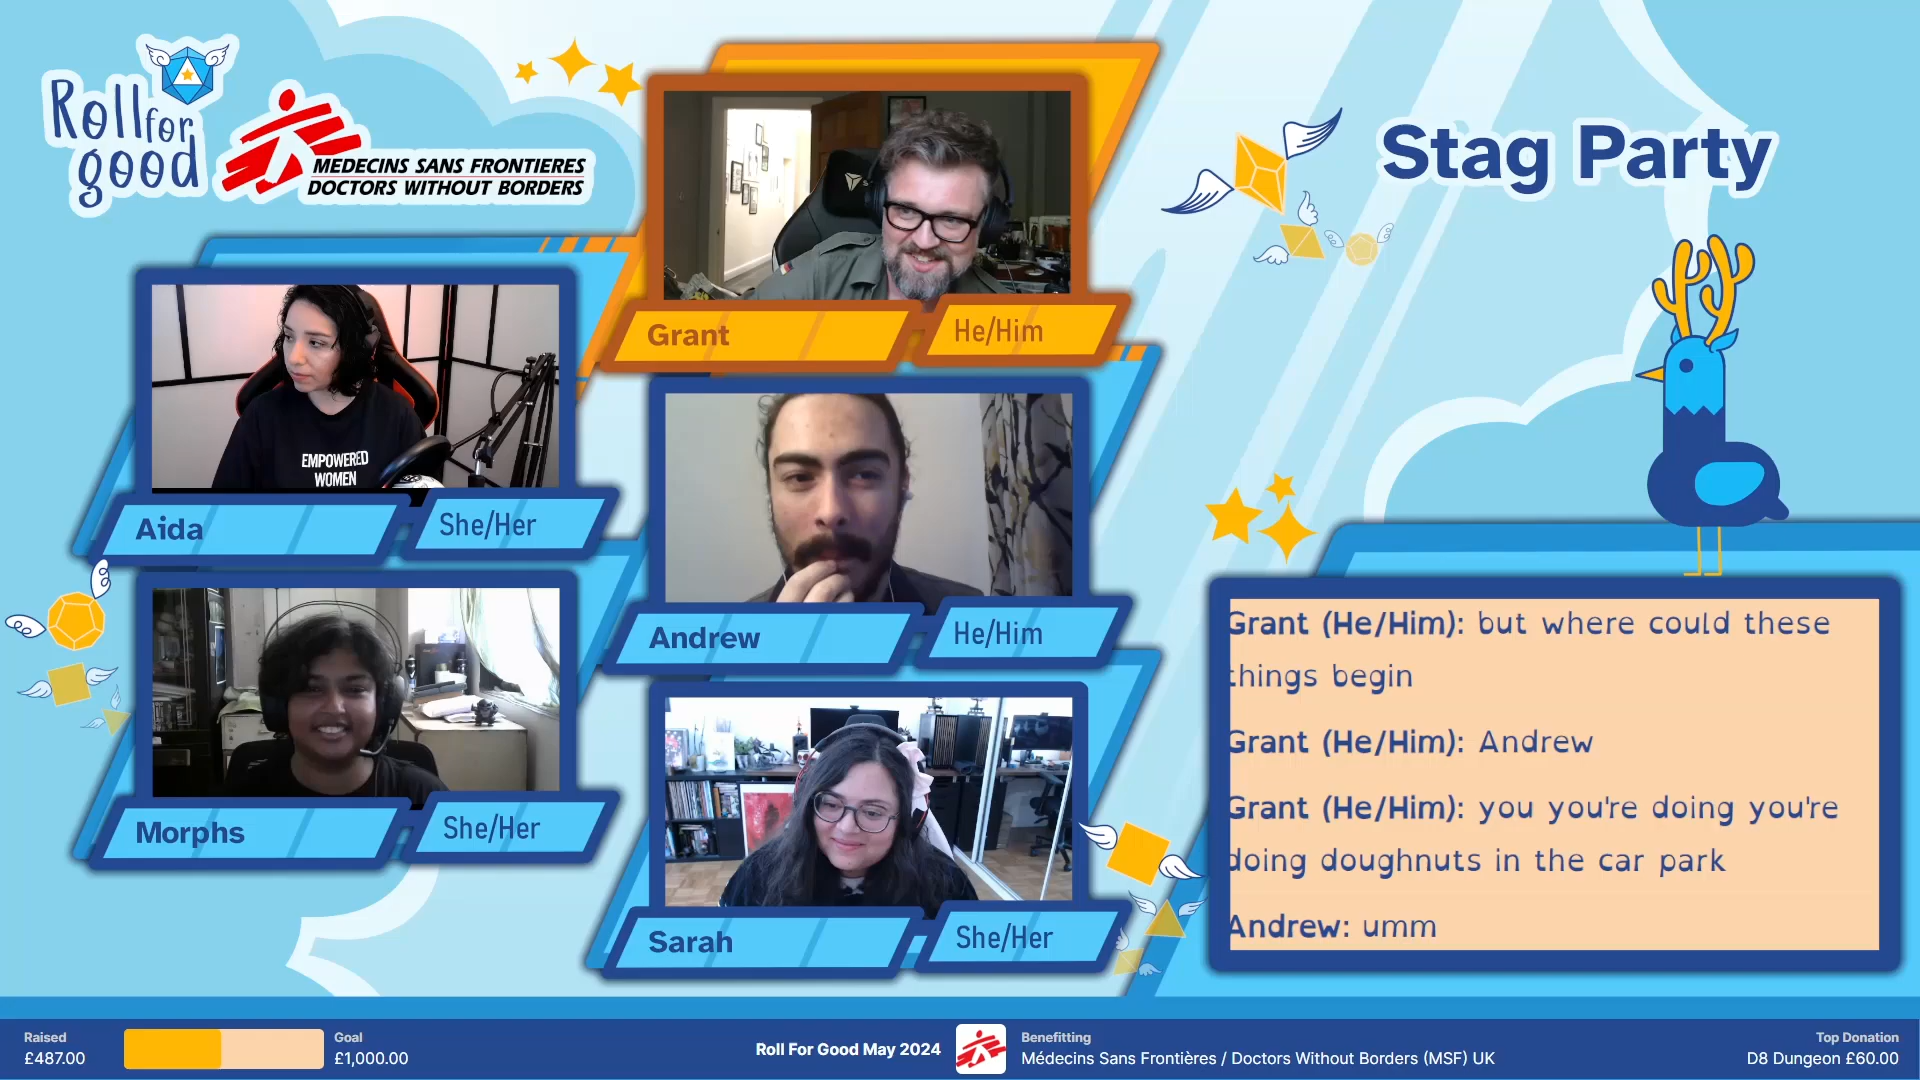 Roll for
good
MEDECINS SANS FRONTIERES
DOCTORS WITHOUT BORDERS
Stag Party
Grant
He/Him
EMPOWERED
WOMEN
Aida
She/Her
Andrew
He/Him
Morphs
She/Her
Sarah
She/Her
Grant (He/Him): but where could these
things begin
Grant (He/Him): Andrew
Grant (He/Him): you you're doing you're
doing doughnuts in the car park
Andrew: umm
Raised
£487.00
Goal
£1,000.00
Roll For Good May 2024
Benefitting
Médecins Sans Frontières / Doctors Without Borders (MSF) UK
Top Donation
D8 Dungeon £60.00